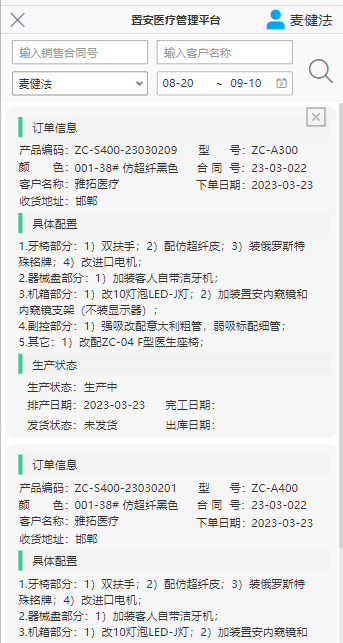 置安医疗管理平台 麦健法
输入销售合同号 输入客户名称
麦健法 08-20 ~ 09-10
订单信息
产品编码：ZC-S400-23030209 型 号：ZC-A300
颜 色：001-38# 仿超纤黑色 合 同 号：23-03-022
客户名称：雅拓医疗 下单日期：2023-03-23
收货地址：邯郸
具体配置
1.牙椅部分：1）双扶手；2）配仿超纤皮；3）装俄罗斯特
殊铭牌；4）改进口电机；
2.器械盘部分：1）加装客人自带洁牙机；
3.机箱部分：1）改10灯泡LED-J灯；2）加装置安内窥镜和
内窥镜支架（不装显示器）；
4.副控部分：1）强吸改配意大利粗管，弱吸标配细管；
5.其它：1）改配ZC-04 F型医生座椅；
生产状态
生产状态：生产中
排产日期：2023-03-23 完工日期：
发货状态：未发货 出库日期：
订单信息
产品编码：ZC-S400-23030201 型 号：ZC-A400
颜 色：001-38# 仿超纤黑色 合 同 号：23-03-022
客户名称：雅拓医疗 下单日期：2023-03-23
收货地址：邯郸
具体配置
1.牙椅部分：1）双扶手；2）配仿超纤皮；3）装俄罗斯特
殊铭牌；4）改进口电机；
2.器械盘部分：1）加装客人自带洁牙机；
3.机箱部分：1）改10灯泡LED-J灯；2）加装置安内窥镜和